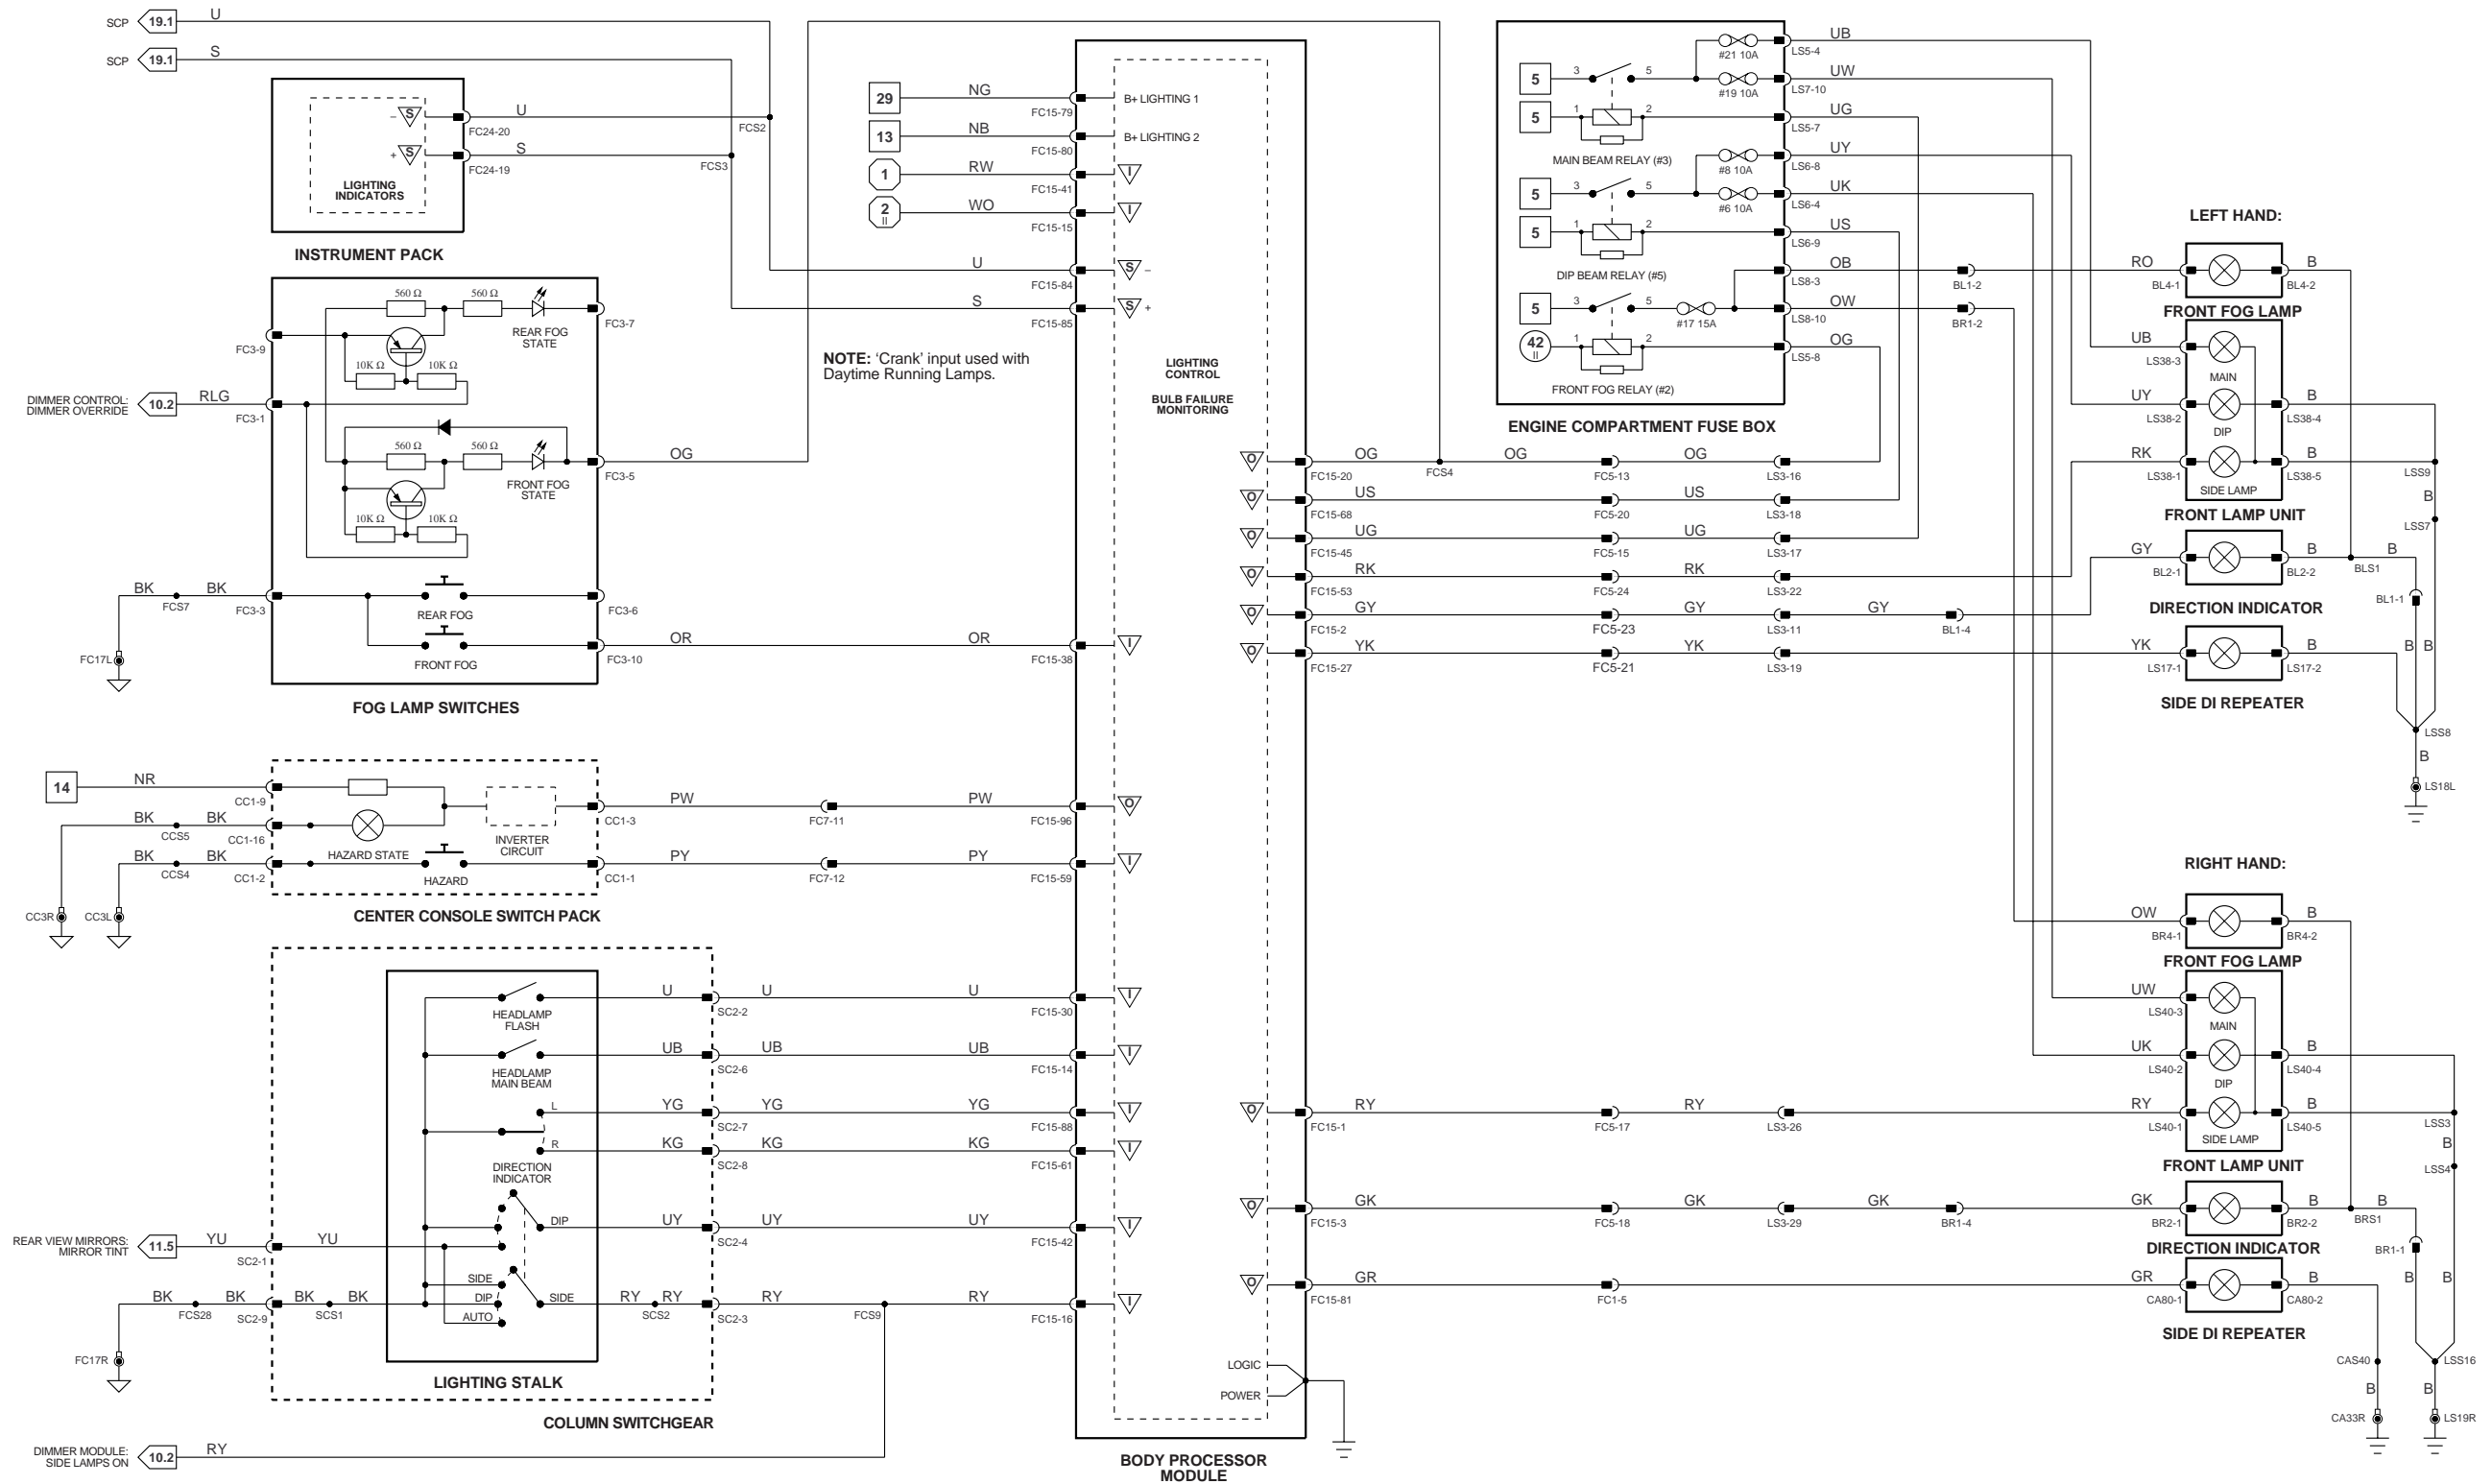 SCP 19.1 U
SCP 19.1 S
S FC24-20 U FCS2
S FC24-19 S FCS3
– +
LIGHTING
INDICATORS
INSTRUMENT PACK
560 Ω 560 Ω
REAR FOG
STATE
FC3-7
FC3-9
10K Ω 10K Ω
DIMMER CONTROL:
DIMMER OVERRIDE
10.2 RLG FC3-1
560 Ω 560 Ω
FRONT FOG
STATE
FC3-5 OG
10K Ω 10K Ω
BK FCS7 BK FC3-3
REAR FOG
FC3-6
FRONT FOG
FC3-10 OR OR FC15-38 I
FC17L
FOG LAMP SWITCHES
14 NR CC1-9
BK CCS5 BK CC1-16
BK CCS4 BK CC1-2
HAZARD STATE
INVERTER
CIRCUIT
HAZARD
CC1-3 PW FC7-11 PW FC15-96 O
CC1-1 PY FC7-12 PY FC15-59 I
CC3R CC3L
CENTER CONSOLE SWITCH PACK
HEADLAMP
FLASH
U SC2-2 U U FC15-30 I
HEADLAMP
MAIN BEAM
UB SC2-6 UB UB FC15-14 I
L YG SC2-7 YG YG FC15-88 I
R KG SC2-8 KG KG FC15-61 I
DIRECTION
INDICATOR
DIP UY SC2-4 UY UY FC15-42 I
REAR VIEW MIRRORS:
MIRROR TINT
11.5 YU SC2-1 YU
SIDE
DIP
AUTO
BK FCS28 BK SC2-9 BK SCS1 BK
SIDE RY SCS2 RY SC2-3 RY FCS9 RY FC15-16 I
FC17R
LIGHTING STALK
COLUMN SWITCHGEAR
DIMMER MODULE:
SIDE LAMPS ON
10.2 RY
29 NG FC15-79 B+ LIGHTING 1
13 NB FC15-80 B+ LIGHTING 2
1 RW FC15-41 I
2 II WO FC15-15 I
U FC15-84 S –
S FC15-85 S +
NOTE: ‘Crank’ input used with
Daytime Running Lamps.
LIGHTING
CONTROL
BULB FAILURE
MONITORING
O FC15-20 OG FCS4 OG FC5-13 OG LS3-16
O FC15-68 US FC5-20 US LS3-18
O FC15-45 UG FC5-15 UG LS3-17
O FC15-53 RK FC5-24 RK LS3-22
O FC15-2 GY FC5-23 GY LS3-11 GY BL1-4
O FC15-27 YK FC5-21 YK LS3-19
O FC15-1 RY FC5-17 RY LS3-26
O FC15-3 GK FC5-18 GK LS3-29 GK BR1-4
O FC15-81 GR FC1-5
LOGIC
POWER
BODY PROCESSOR
MODULE
#21 10A LS5-4 UB
5 3 5 #19 10A LS7-10 UW
5 1 2 LS5-7 UG
MAIN BEAM RELAY (#3)
#8 10A LS6-8 UY
5 3 5 #6 10A LS6-4 UK
5 1 2 LS6-9 US
DIP BEAM RELAY (#5)
LS8-3 OB BL1-2
5 3 5 #17 15A LS8-10 OW BR1-2
42 II 1 2 LS5-8 OG
FRONT FOG RELAY (#2)
ENGINE COMPARTMENT FUSE BOX
LEFT HAND:
RO BL4-1 BL4-2 B
FRONT FOG LAMP
UB LS38-3
MAIN
UY LS38-2 LS38-4 B
DIP
RK LS38-1 LS38-5 B LSS9
SIDE LAMP
B
LSS7
FRONT LAMP UNIT
GY BL2-1 BL2-2 B BLS1 B
BL1-1
DIRECTION INDICATOR
YK LS17-1 LS17-2 B
B B
SIDE DI REPEATER
LSS8
B
LS18L
RIGHT HAND:
OW BR4-1 BR4-2 B
FRONT FOG LAMP
UW LS40-3
MAIN
UK LS40-2 LS40-4 B
DIP
RY LS40-1 LS40-5 B LSS3
SIDE LAMP
B
LSS4
FRONT LAMP UNIT
GK BR2-1 BR2-2 B BRS1 B
BR1-1
DIRECTION INDICATOR
GR CA80-1 CA80-2 B
B B
SIDE DI REPEATER
CAS40 LSS16
B B
CA33R LS19R